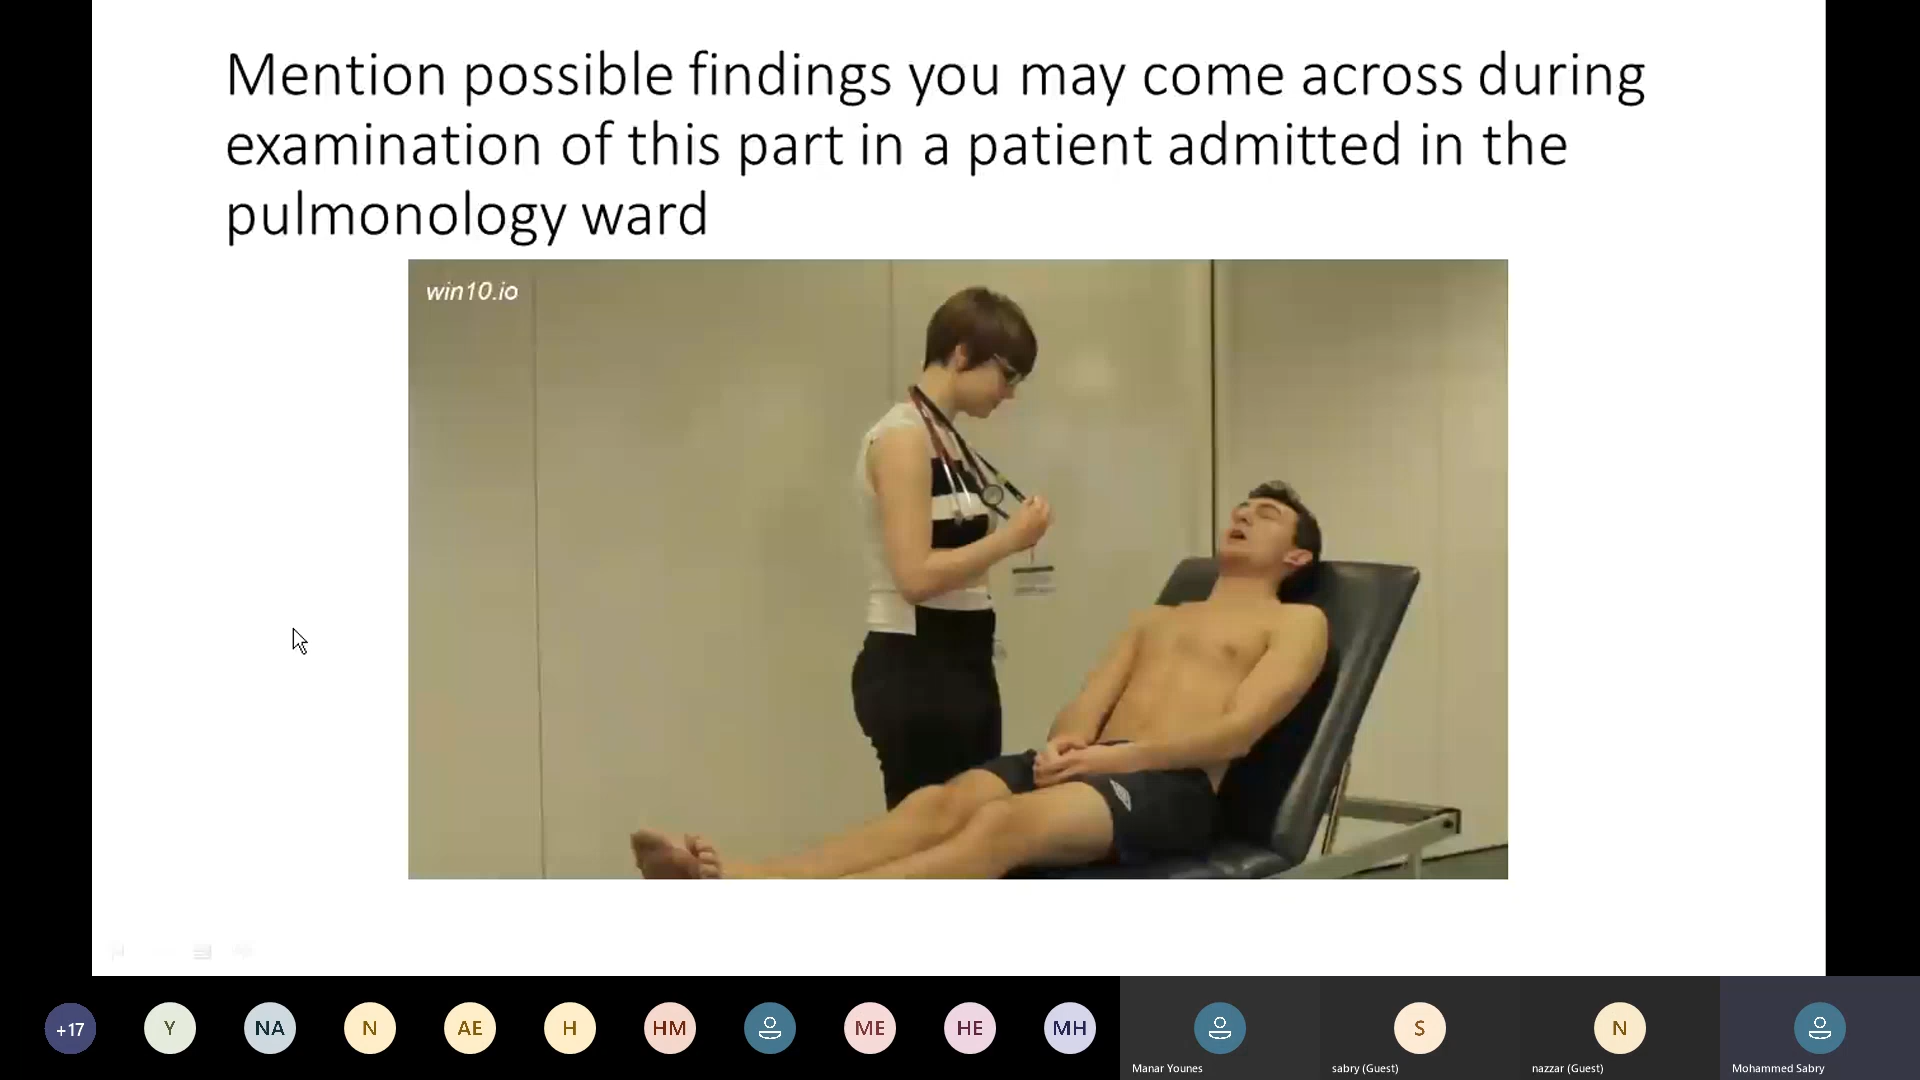 Mention possible findings you may come across during
examination of this part in a patient admitted in the
pulmonology ward
win10.io
+17
Y
NA
N
AE
H
HM
ME
HE
MH
S
N
Manar Younes
sabry (Guest)
nazzar (Guest)
Mohammed Sabry